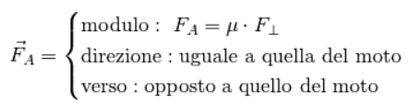 modulo : F_A = μ · F_⊥
F⃗_A = direzione : uguale a quella del moto
verso : opposto a quello del moto